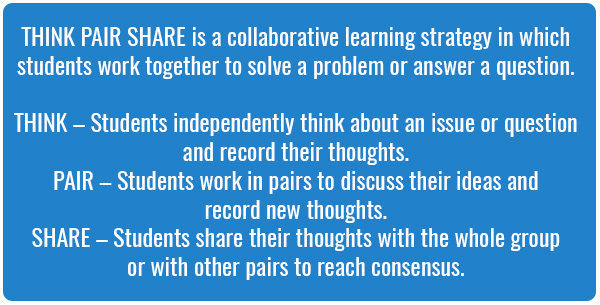 THINK PAIR SHARE is a collaborative learning strategy in which
students work together to solve a problem or answer a question.
THINK – Students independently think about an issue or question
and record their thoughts.
PAIR – Students work in pairs to discuss their ideas and
record new thoughts.
SHARE – Students share their thoughts with the whole group
or with other pairs to reach consensus.